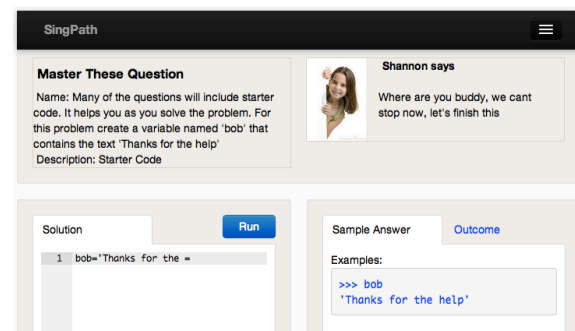 SingPath
Master These Question
Name: Many of the questions will include starter
code. It helps you as you solve the problem. For
this problem create a variable named 'bob' that
contains the text 'Thanks for the help'
Description: Starter Code
Shannon says
Where are you buddy, we cant
stop now, let's finish this
Solution
Run
1 bob='Thanks for the =
Sample Answer
Outcome
Examples:
>>> bob
'Thanks for the help'